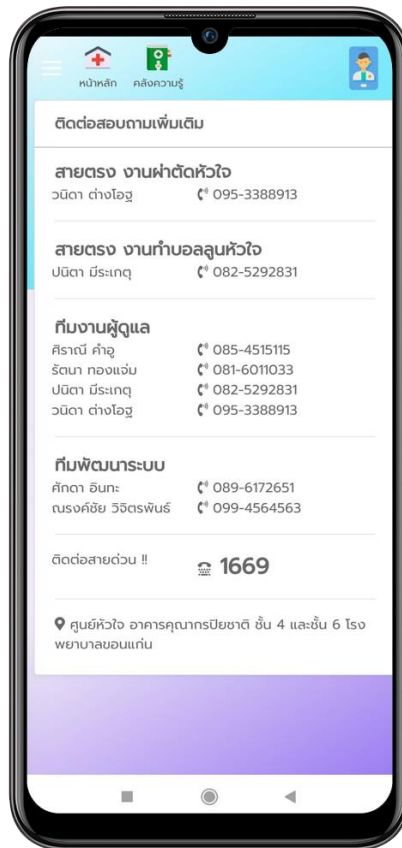 หน้าหลัก คลังความรู้
ติดต่อสอบถามเพิ่มเติม
สายตรง งานผ่าตัดหัวใจ
วนิดา ต่างโอฐ 095-3388913
สายตรง งานทำบอลลูนหัวใจ
ปนิตา มีระเกตุ 082-5292831
ทีมงานผู้ดูแล
ศิราณี คำอู 085-4515115
รัตนา ทองแจ่ม 081-6011033
ปนิตา มีระเกตุ 082-5292831
วนิดา ต่างโอฐ 095-3388913
ทีมพัฒนาระบบ
ศักดา อินทะ 089-6172651
ณรงค์ชัย วิจิตรพันธ์ 099-4564563
ติดต่อสายด่วน !! 1669
ศูนย์หัวใจ อาคารคุณากรปิยชาติ ชั้น 4 และชั้น 6 โรง
พยาบาลขอนแก่น